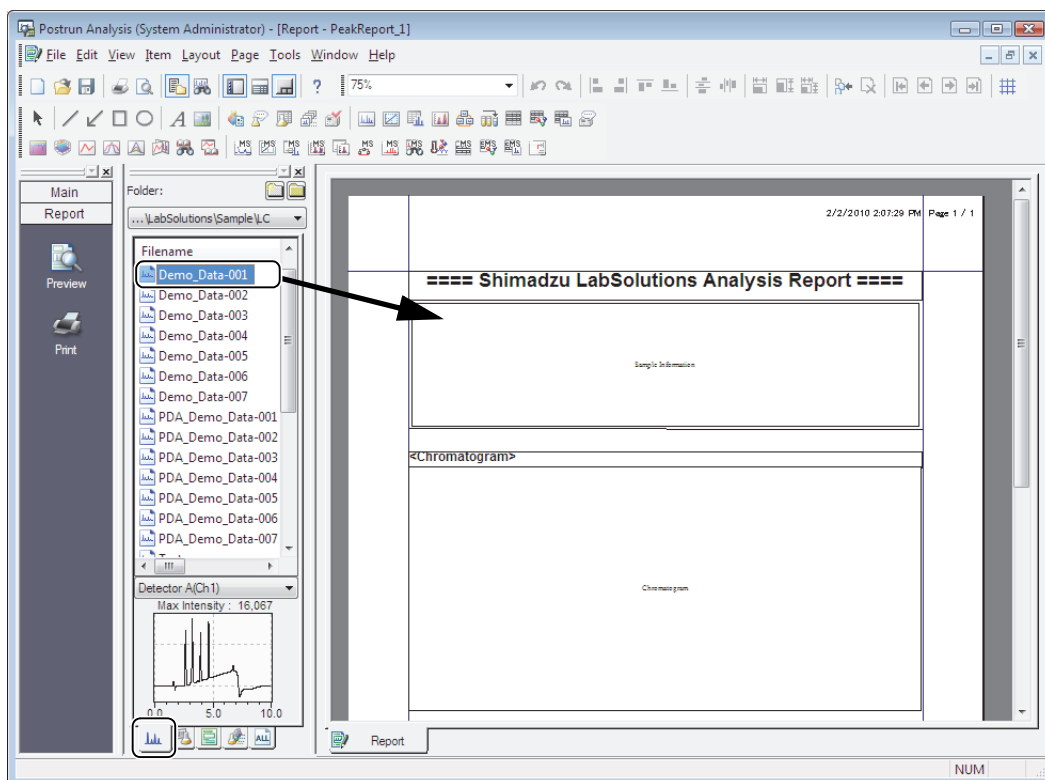 Postrun Analysis (System Administrator) - [Report - PeakReport_1]
File Edit View Item Layout Page Tools Window Help
? 75%
Main
Report
Preview
Print
Folder:
...\LabSolutions\Sample\LC
Filename
Demo_Data-001
Demo_Data-002
Demo_Data-003
Demo_Data-004
Demo_Data-005
Demo_Data-006
Demo_Data-007
PDA_Demo_Data-001
PDA_Demo_Data-002
PDA_Demo_Data-003
PDA_Demo_Data-004
PDA_Demo_Data-005
PDA_Demo_Data-006
PDA_Demo_Data-007
Detector A(Ch1)
Max Intensity : 16,067
0.0 5.0 10.0
ALL
2/2/2010 2:07:29 PM Page 1 / 1
==== Shimadzu LabSolutions Analysis Report ====
Sample Information
<Chromatogram>
Chromatogram
Report
NUM